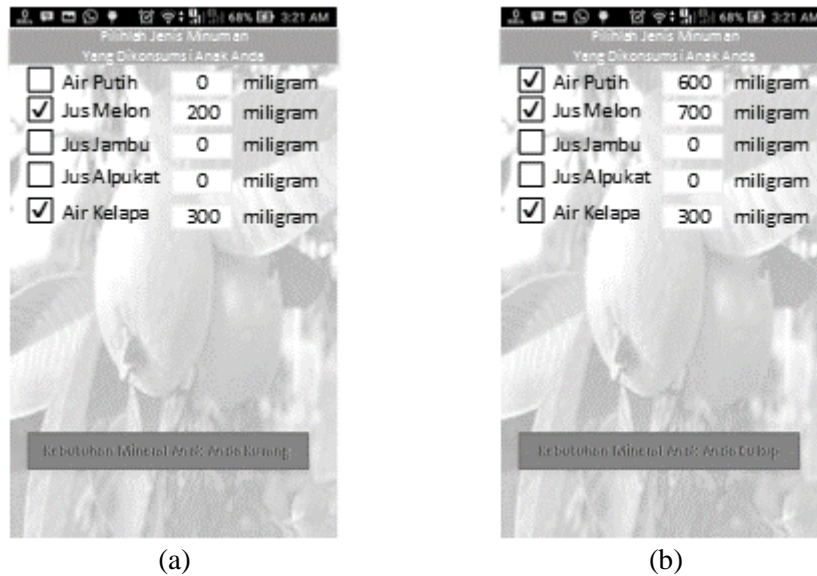 68% 3:21 AM
Pilihlah Jenis Minuman
Yang Dikonsumsi Anak Anda
Air Putih 0 miligram
Jus Melon 200 miligram
Jus Jambu 0 miligram
Jus Alpukat 0 miligram
Air Kelapa 300 miligram
Kebutuhan Mineral Anak Anda Kurang
(a)
68% 3:21 AM
Pilihlah Jenis Minuman
Yang Dikonsumsi Anak Anda
Air Putih 600 miligram
Jus Melon 700 miligram
Jus Jambu 0 miligram
Jus Alpukat 0 miligram
Air Kelapa 300 miligram
Kebutuhan Mineral Anak Anda Cukup
(b)